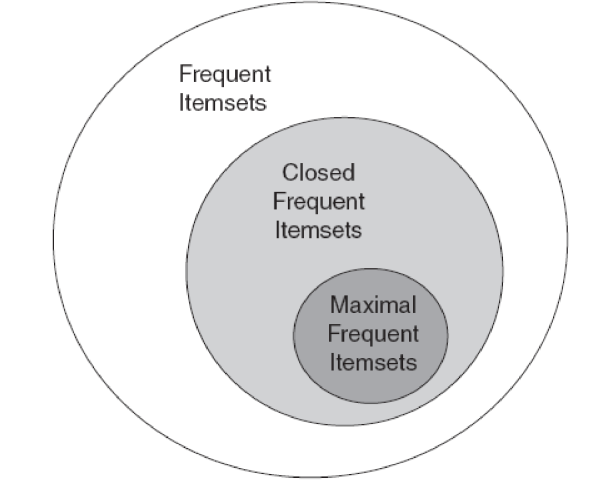 Frequent
Itemsets
Closed
Frequent
Itemsets
Maximal
Frequent
Itemsets